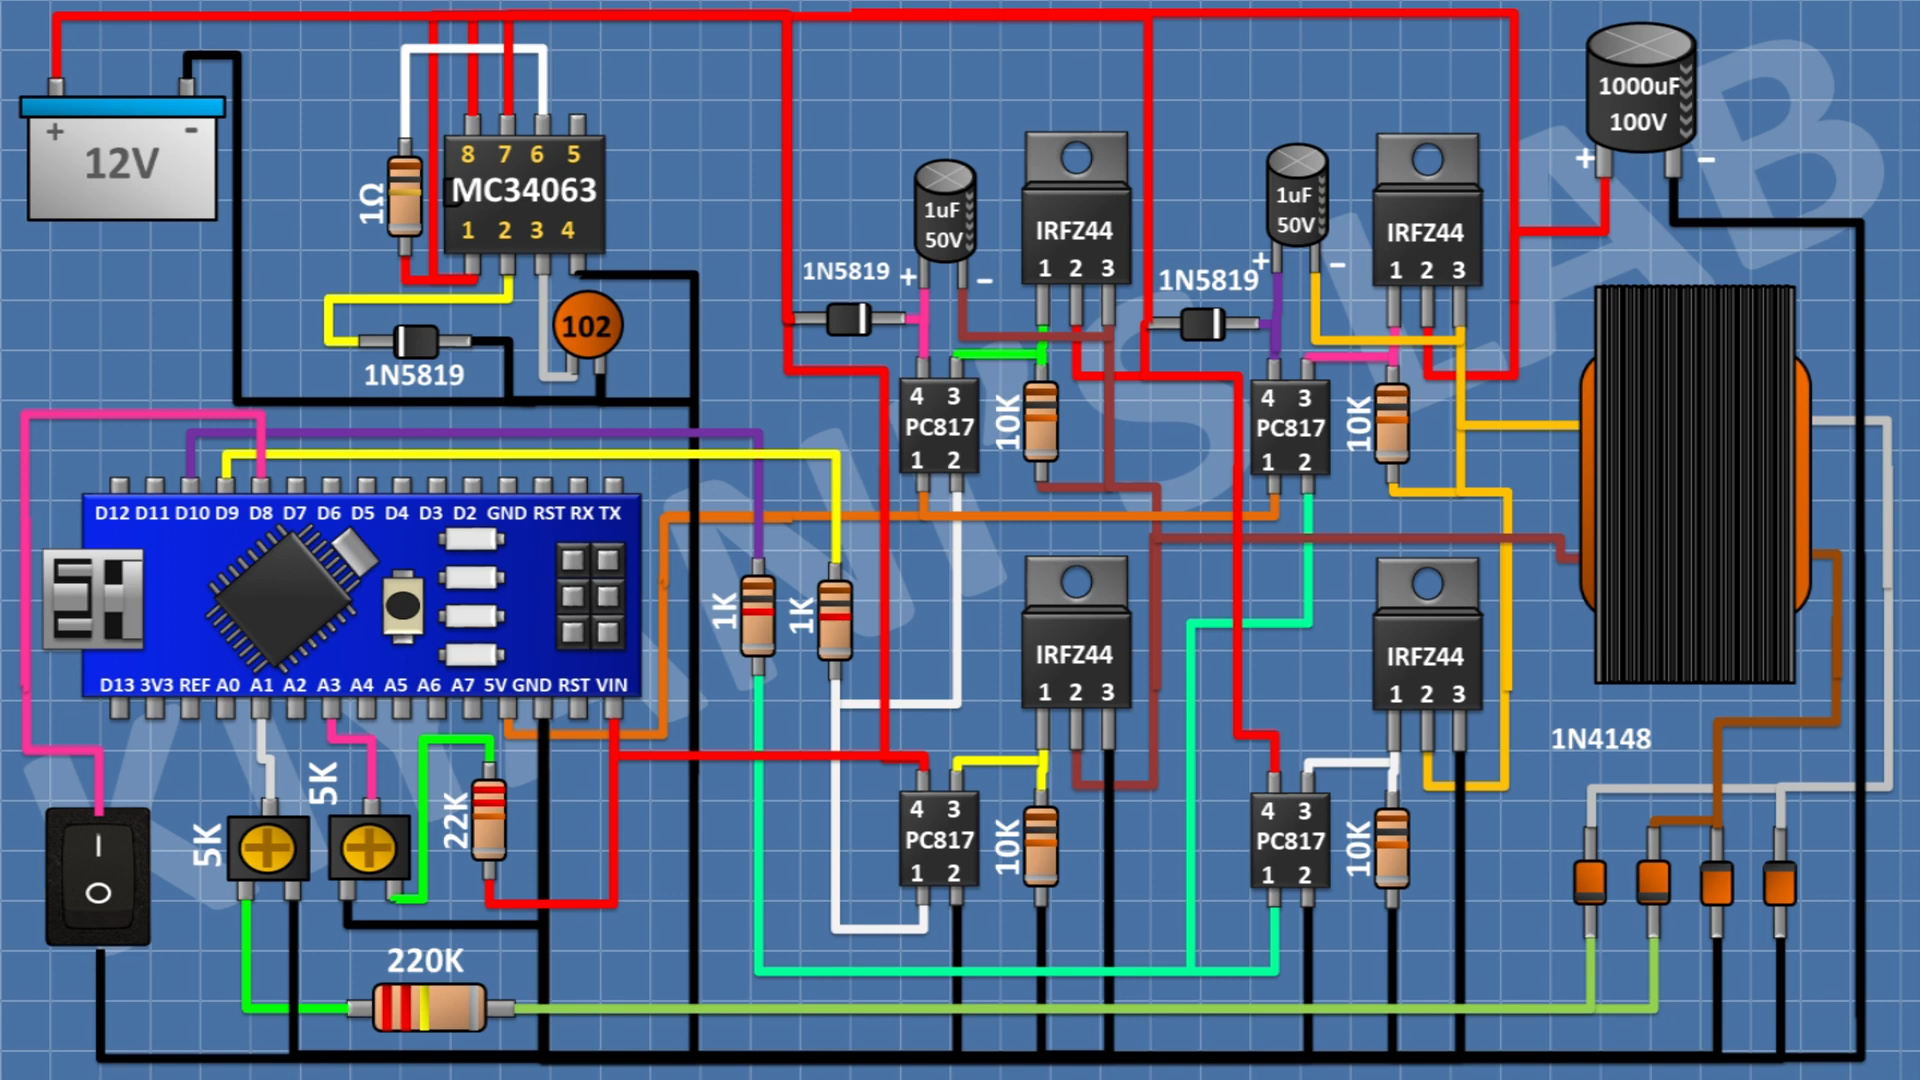 + -
12V
1Ω
8 7 6 5
MC34063
1 2 3 4
102
1N5819
1N5819 +
1uF
50V
-
IRFZ44
1 2 3
1N5819
+
1uF
50V
-
IRFZ44
1 2 3
1000uF
100V
+ -
4 3
PC817
1 2
10K
4 3
PC817
1 2
10K
D12 D11 D10 D9 D8 D7 D6 D5 D4 D3 D2 GND RST RX TX
D13 3V3 REF A0 A1 A2 A3 A4 A5 A6 A7 5V GND RST VIN
1K
1K
IRFZ44
1 2 3
IRFZ44
1 2 3
1N4148
5K
5K
22K
4 3
PC817
1 2
10K
4 3
PC817
1 2
10K
I
O
220K
KIYANI'S LAB